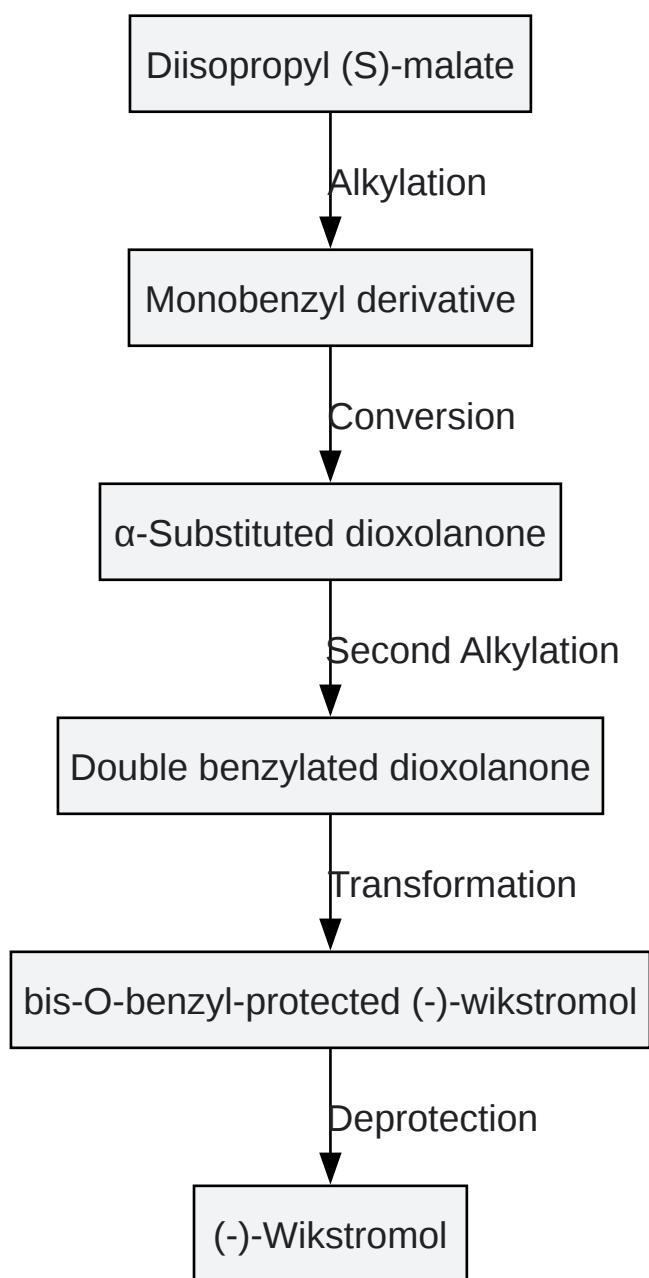 Diisopropyl (S)-malate
Alkylation
Monobenzyl derivative
Conversion
α-Substituted dioxolanone
Second Alkylation
Double benzylated dioxolanone
Transformation
bis-O-benzyl-protected (-)-wikstromol
Deprotection
(-)-Wikstromol